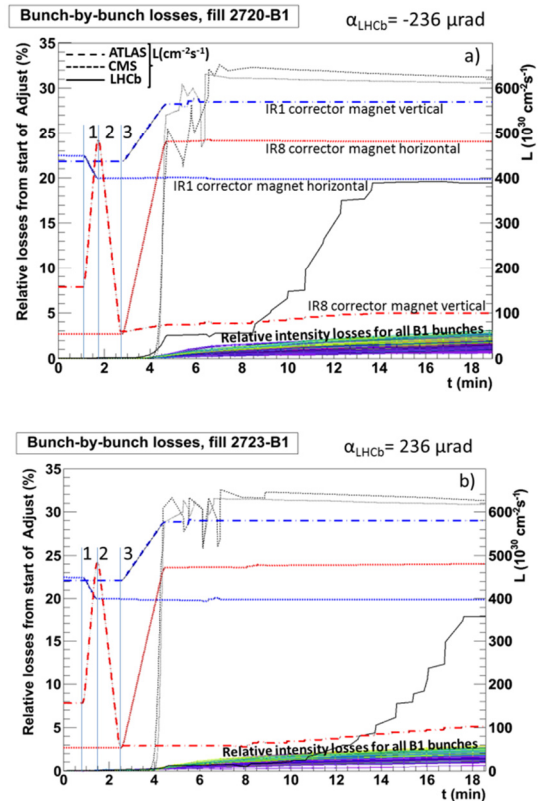 Bunch-by-bunch losses, fill 2720-B1
αLHCb= -236 μrad
a)
ATLAS
CMS
LHCb
L(cm⁻²s⁻¹)
Relative losses from start of Adjust (%)
35
30
25
20
15
10
5
0
1 2 3
IR1 corrector magnet vertical
IR8 corrector magnet horizontal
IR1 corrector magnet horizontal
IR8 corrector magnet vertical
Relative intensity losses for all B1 bunches
600
500
400
300
200
100
0
L (10³⁰ cm⁻²s⁻¹)
0 2 4 6 8 10 12 14 16 18
t (min)
Bunch-by-bunch losses, fill 2723-B1
αLHCb= 236 μrad
b)
Relative losses from start of Adjust (%)
35
30
25
20
15
10
5
0
1 2 3
Relative intensity losses for all B1 bunches
600
500
400
300
200
100
0
L (10³⁰ cm⁻²s⁻¹)
0 2 4 6 8 10 12 14 16 18
t (min)